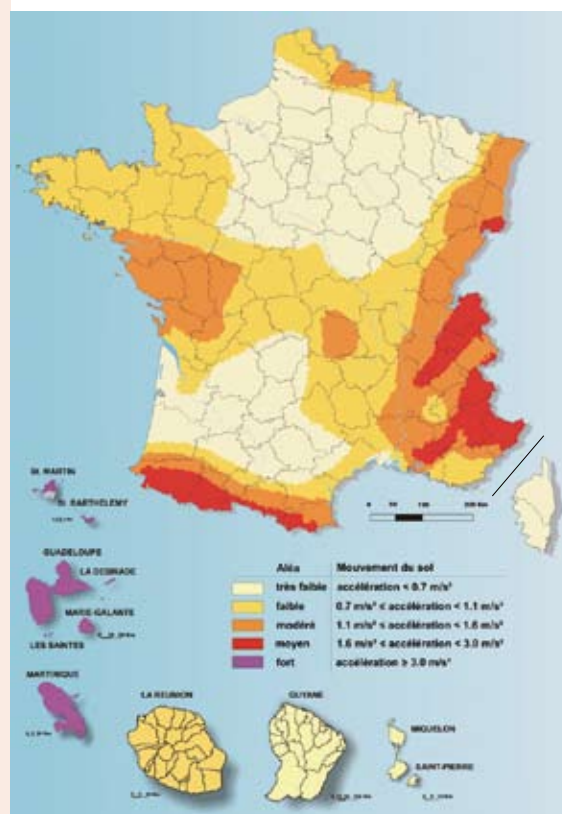 ST. MARTIN
ST. BARTHÉLEMY
GUADELOUPE
LA DESIRADE
MARIE-GALANTE
LES SAINTES
MARTINIQUE
Aléa Mouvement du sol
très faible accélération < 0.7 m/s²
faible 0.7 m/s² < accélération < 1.1 m/s²
modéré 1.1 m/s² < accélération < 1.6 m/s²
moyen 1.6 m/s² < accélération < 3.0 m/s²
fort accélération ≥ 3.0 m/s²
LA REUNION
GUYANE
MIQUELON
SAINT-PIERRE